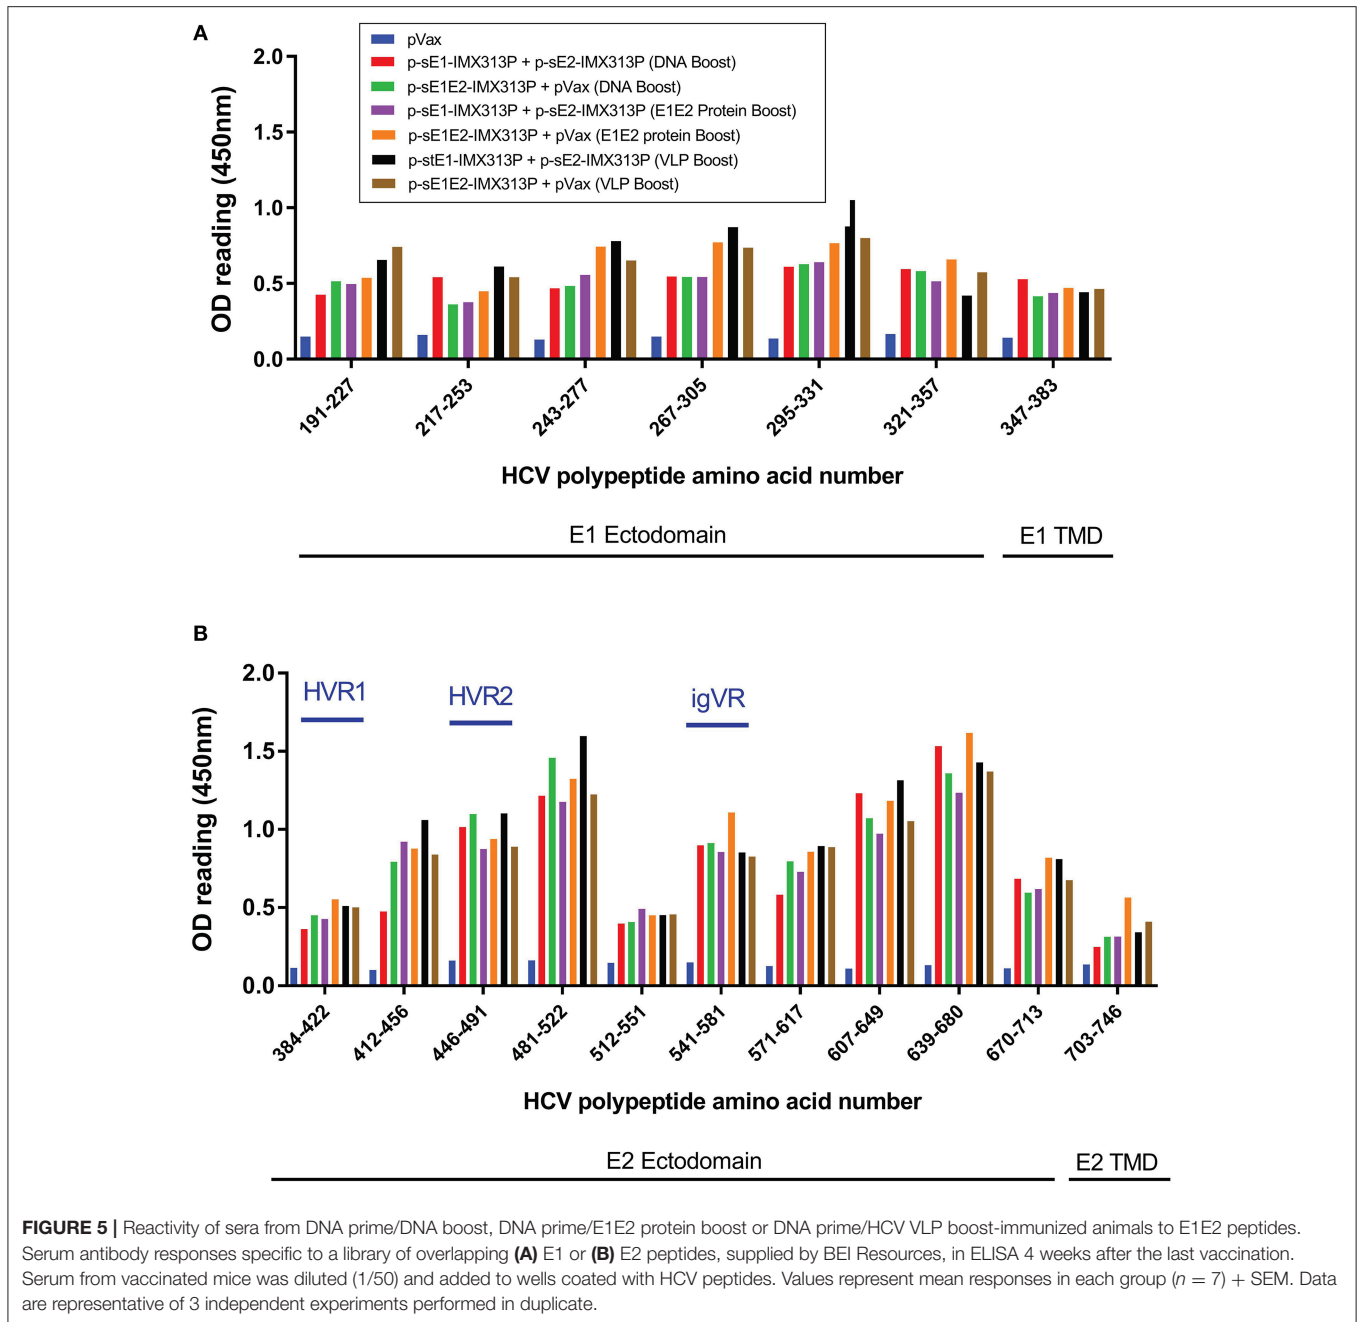 A
pVax
p-sE1-IMX313P + p-sE2-IMX313P (DNA Boost)
p-sE1E2-IMX313P + pVax (DNA Boost)
p-sE1-IMX313P + p-sE2-IMX313P (E1E2 Protein Boost)
p-sE1E2-IMX313P + pVax (E1E2 protein Boost)
p-stE1-IMX313P + p-sE2-IMX313P (VLP Boost)
p-sE1E2-IMX313P + pVax (VLP Boost)
OD reading (450nm)
2.0
1.5
1.0
0.5
0.0
191-227
217-253
243-277
267-305
295-331
321-357
347-383
HCV polypeptide amino acid number
E1 Ectodomain
E1 TMD
B
OD reading (450nm)
2.0
1.5
1.0
0.5
0.0
HVR1
HVR2
igVR
384-422
412-456
446-491
481-522
512-551
541-581
571-617
607-649
639-680
670-713
703-746
HCV polypeptide amino acid number
E2 Ectodomain
E2 TMD
FIGURE 5 | Reactivity of sera from DNA prime/DNA boost, DNA prime/E1E2 protein boost or DNA prime/HCV VLP boost-immunized animals to E1E2 peptides.
Serum antibody responses specific to a library of overlapping (A) E1 or (B) E2 peptides, supplied by BEI Resources, in ELISA 4 weeks after the last vaccination.
Serum from vaccinated mice was diluted (1/50) and added to wells coated with HCV peptides. Values represent mean responses in each group (n = 7) + SEM. Data
are representative of 3 independent experiments performed in duplicate.